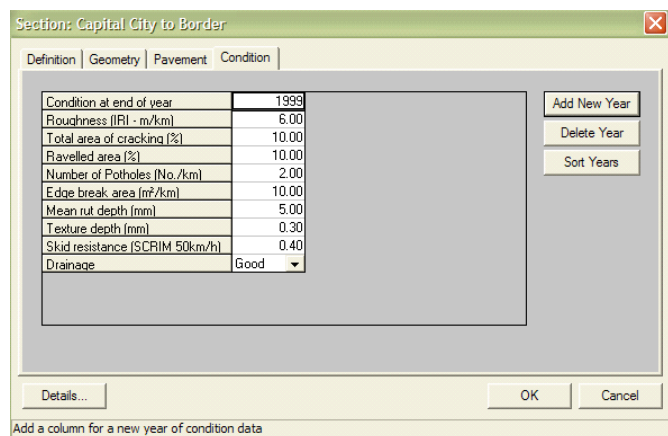 Section: Capital City to Border
Definition Geometry Pavement Condition
Condition at end of year 1999
Roughness (IRI - m/km) 6.00
Total area of cracking (%) 10.00
Ravelled area (%) 10.00
Number of Potholes (No./km) 2.00
Edge break area (m²/km) 10.00
Mean rut depth (mm) 5.00
Texture depth (mm) 0.30
Skid resistance (SCRIM 50km/h) 0.40
Drainage Good
Add New Year
Delete Year
Sort Years
Details... OK Cancel
Add a column for a new year of condition data